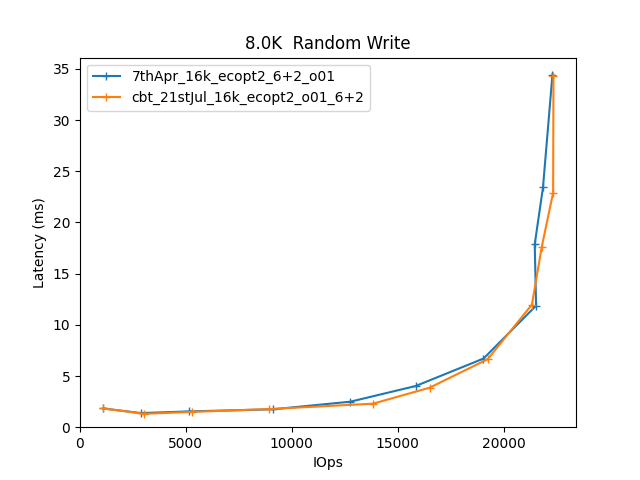 8.0K  Random Write
7thApr_16k_ecopt2_6+2_o01
cbt_21stJul_16k_ecopt2_o01_6+2
Latency (ms)
35
30
25
20
15
10
5
0
0 5000 10000 15000 20000
IOps